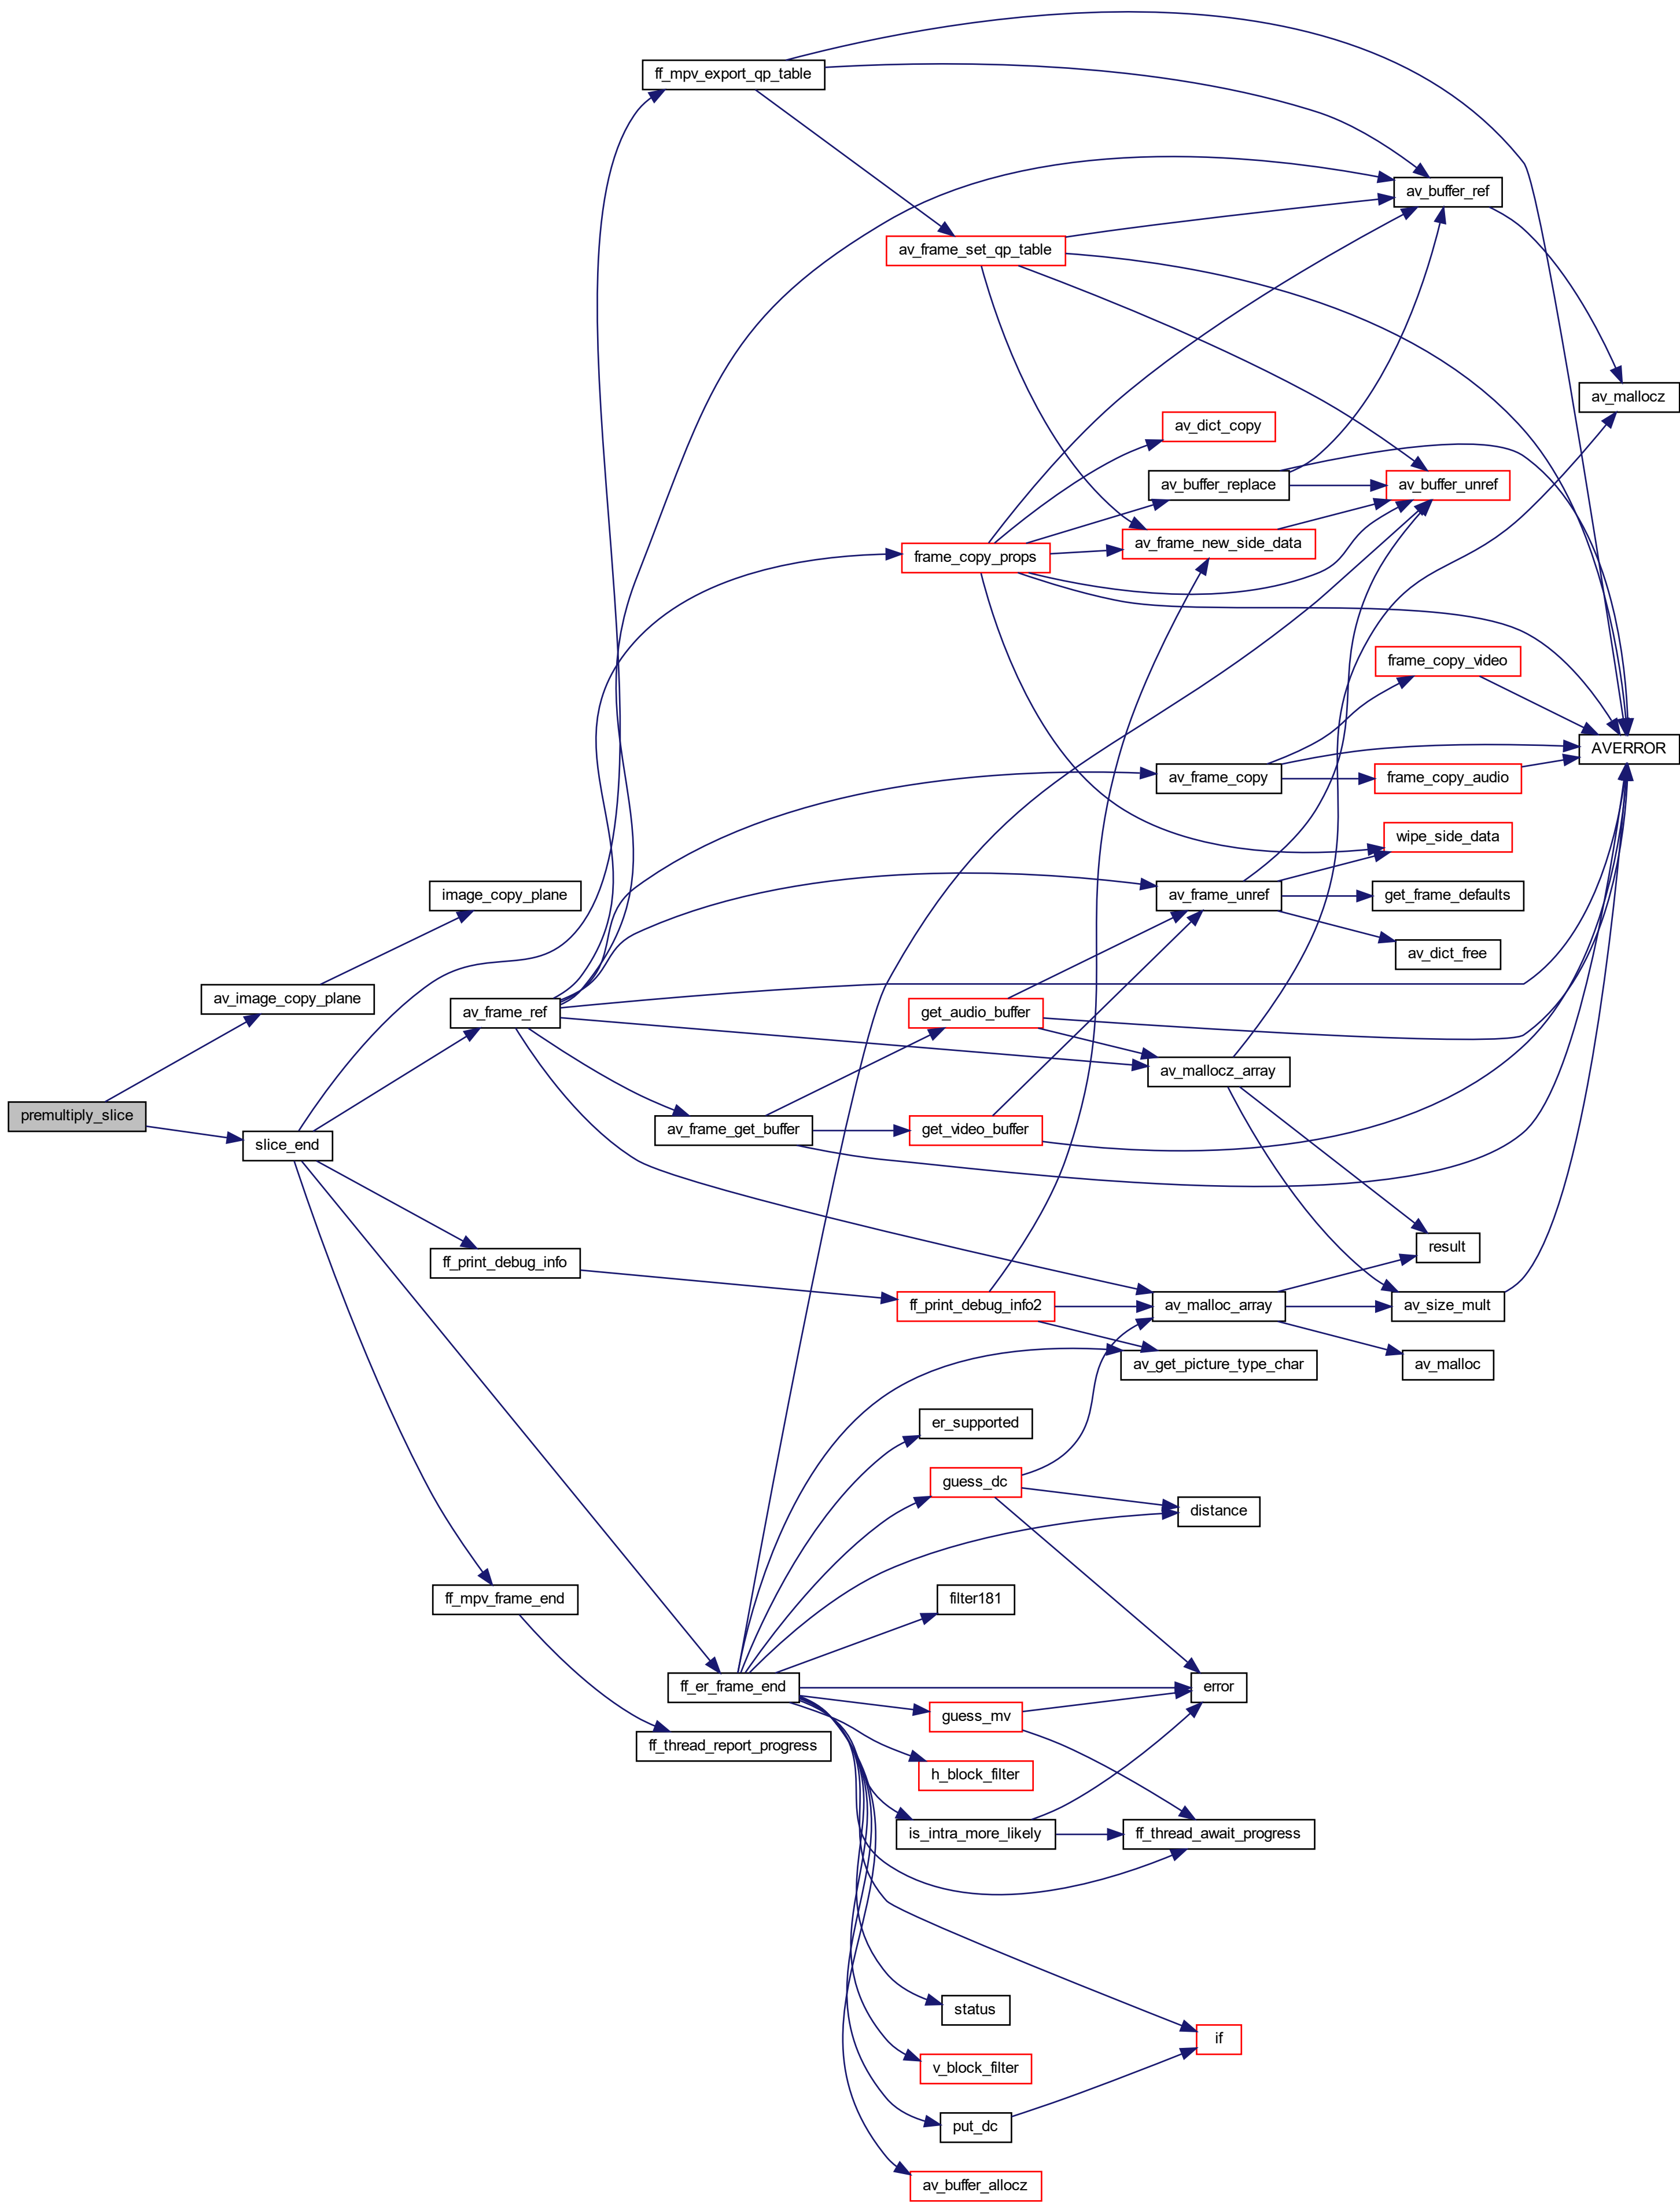 ff_mpv_export_qp_table
av_buffer_ref
av_frame_set_qp_table
av_mallocz
av_dict_copy
av_buffer_replace
av_buffer_unref
av_frame_new_side_data
frame_copy_props
frame_copy_video
AVERROR
av_frame_copy
frame_copy_audio
wipe_side_data
image_copy_plane
av_frame_unref
get_frame_defaults
av_dict_free
av_image_copy_plane
av_frame_ref
get_audio_buffer
av_mallocz_array
premultiply_slice
av_frame_get_buffer
get_video_buffer
slice_end
result
ff_print_debug_info
ff_print_debug_info2
av_malloc_array
av_size_mult
av_get_picture_type_char
av_malloc
er_supported
guess_dc
distance
ff_mpv_frame_end
filter181
ff_er_frame_end
error
guess_mv
ff_thread_report_progress
h_block_filter
is_intra_more_likely
ff_thread_await_progress
status
if
v_block_filter
put_dc
av_buffer_allocz